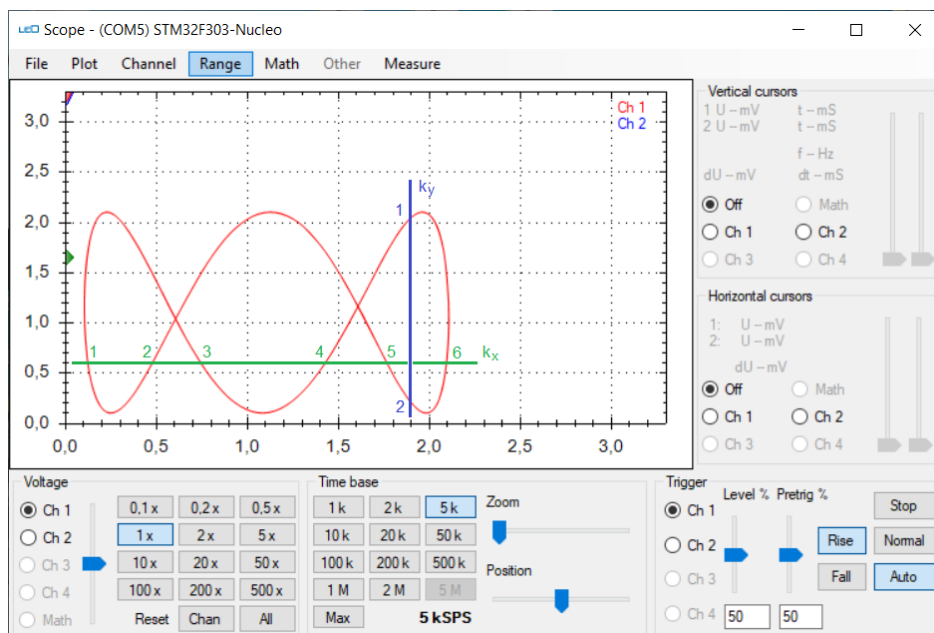 LEO Scope - (COM5) STM32F303-Nucleo
File Plot Channel Range Math Other Measure
Ch 1
Ch 2
3,0
2,5
2,0
1,5
1,0
0,5
0,0
0,0 0,5 1,0 1,5 2,0 2,5 3,0
ky
1
1 2 3 4 5 6 kx
2
Vertical cursors
1 U – mV t – mS
2 U – mV t – mS
f – Hz
dU – mV dt – mS
Off Math
Ch 1 Ch 2
Ch 3 Ch 4
Horizontal cursors
1: U – mV
2: U – mV
dU – mV
Off Math
Ch 1 Ch 2
Ch 3 Ch 4
Voltage
Ch 1 0,1 x 0,2 x 0,5 x
Ch 2 1 x 2 x 5 x
Ch 3 10 x 20 x 50 x
Ch 4 100 x 200 x 500 x
Math Reset Chan All
Time base
1 k 2 k 5 k Zoom
10 k 20 k 50 k
100 k 200 k 500 k Position
1 M 2 M 5 M
Max 5 kSPS
Trigger
Level % Pretrig %
Ch 1 Stop
Ch 2 Rise Normal
Ch 3 Fall Auto
Ch 4 50 50